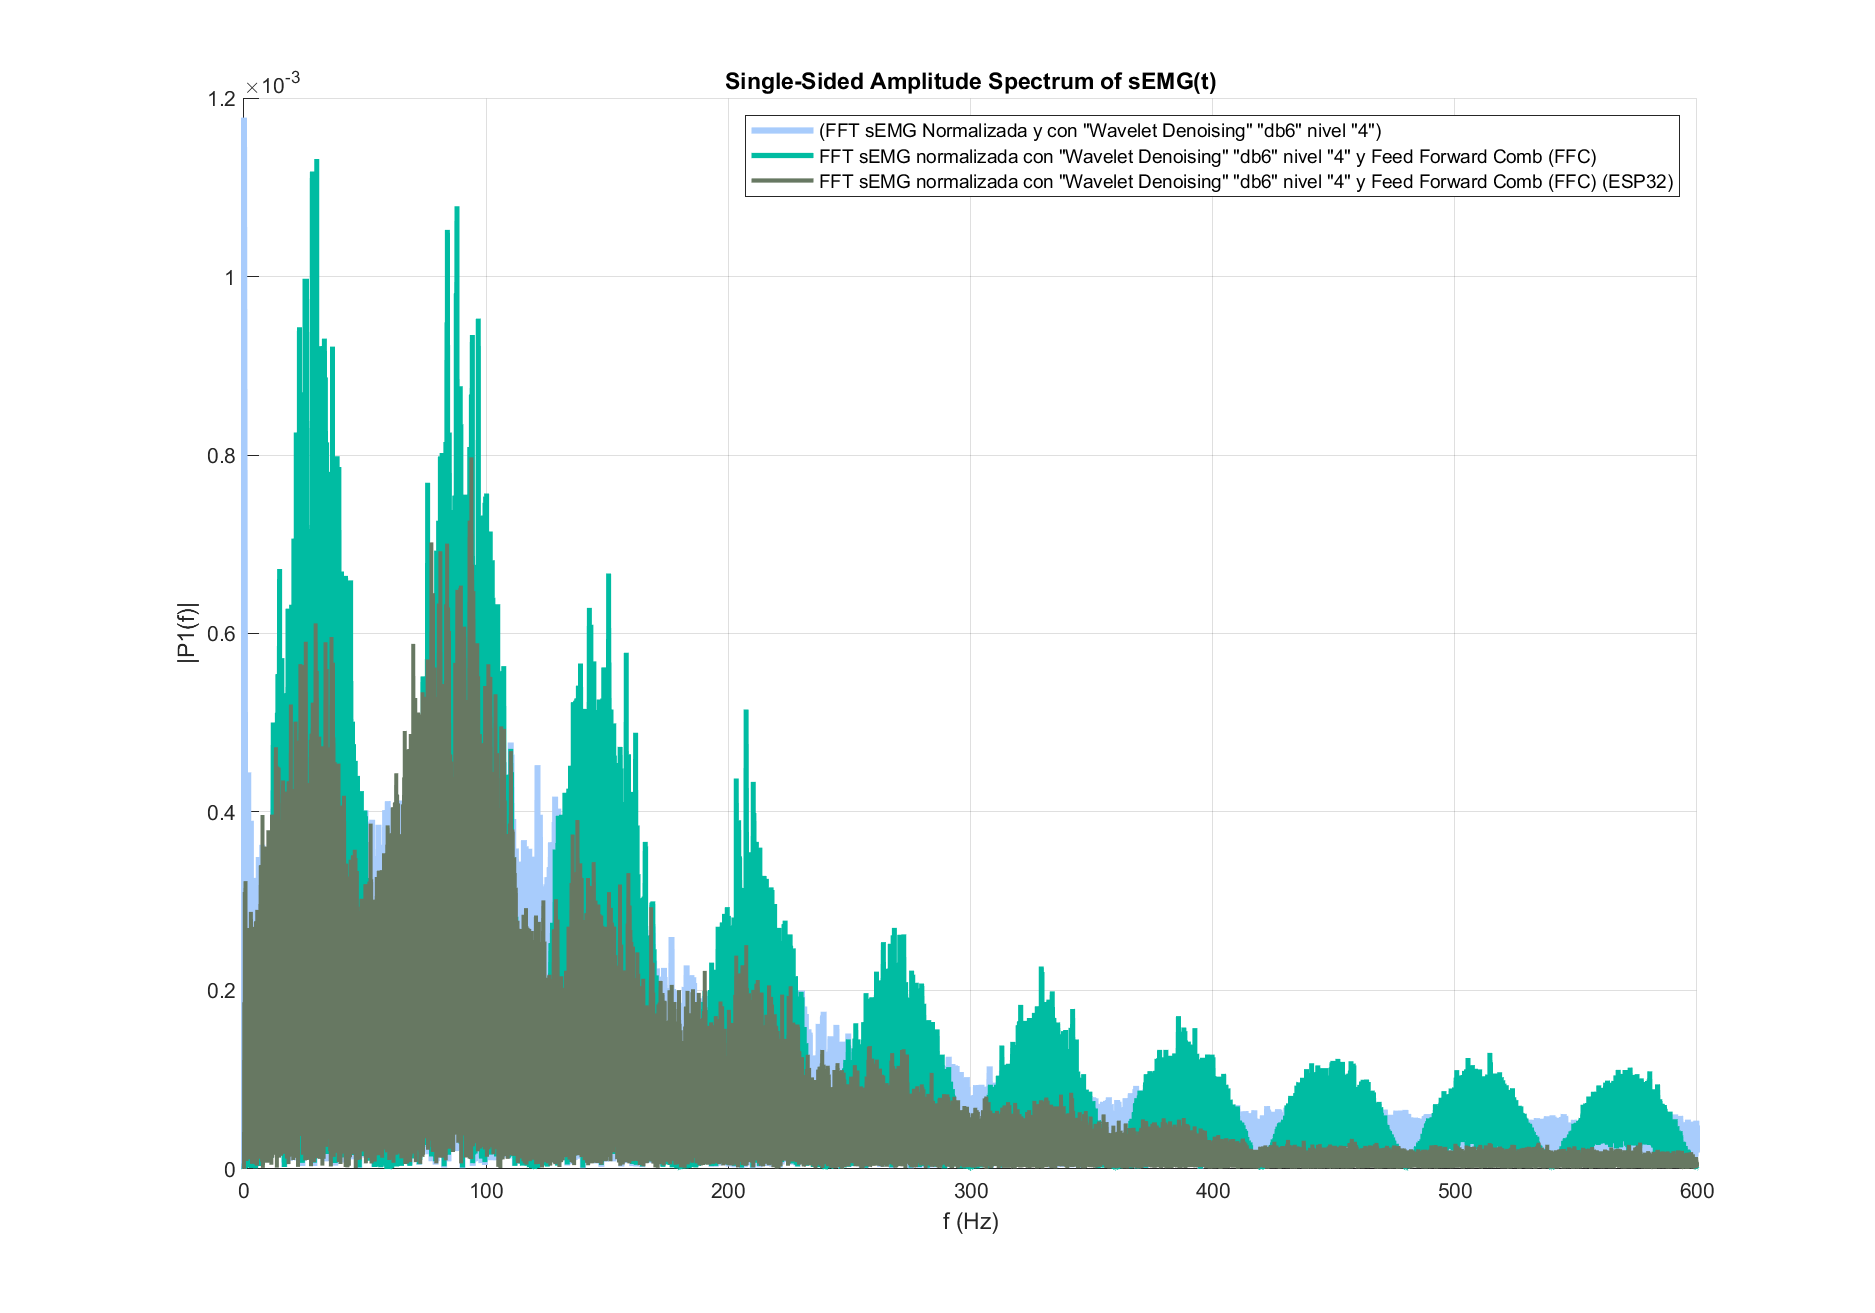 Single-Sided Amplitude Spectrum of sEMG(t)
×10-3
(FFT sEMG Normalizada y con "Wavelet Denoising" "db6" nivel "4")
FFT sEMG normalizada con "Wavelet Denoising" "db6" nivel "4" y Feed Forward Comb (FFC)
FFT sEMG normalizada con "Wavelet Denoising" "db6" nivel "4" y Feed Forward Comb (FFC) (ESP32)
|P1(f)|
1.2
1
0.8
0.6
0.4
0.2
0
0 100 200 300 400 500 600
f (Hz)